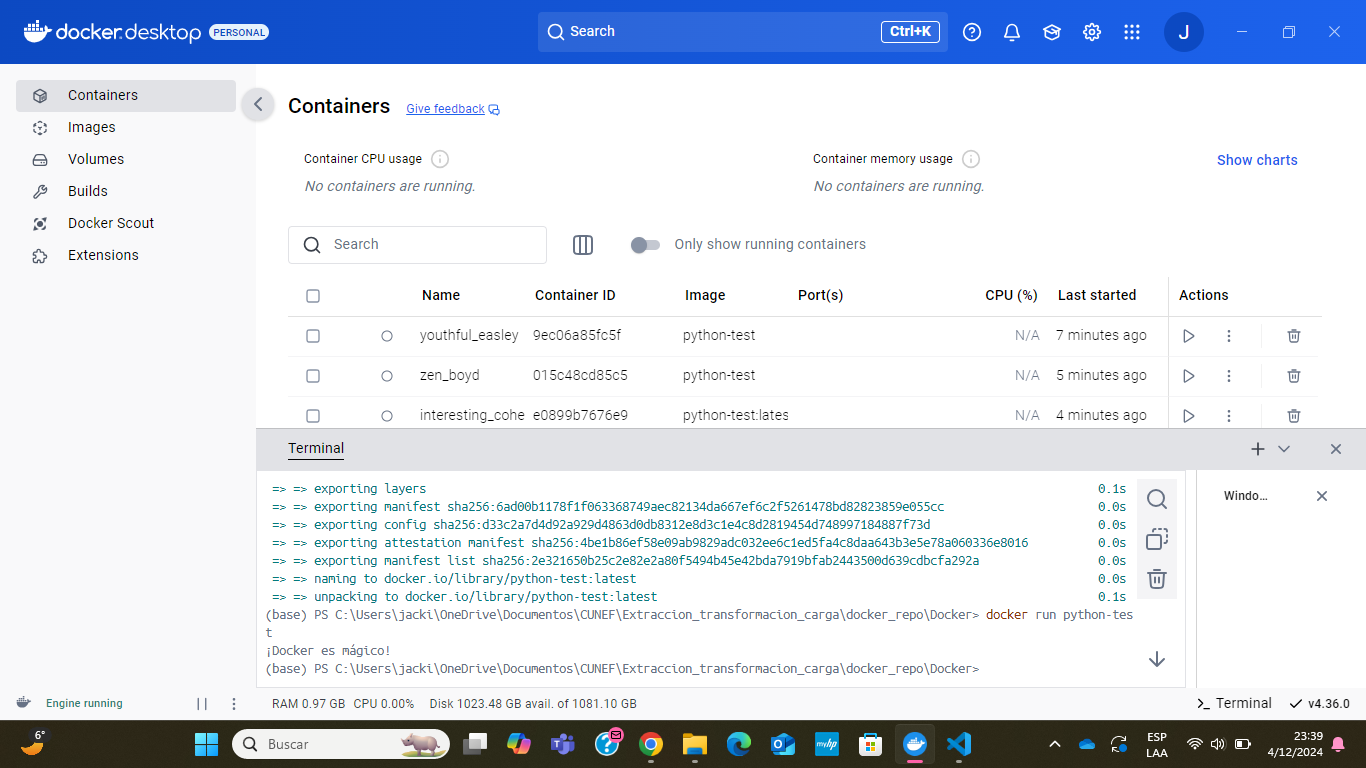 docker.desktop PERSONAL
Search Ctrl+K
J
Containers
Images
Volumes
Builds
Docker Scout
Extensions
Containers Give feedback
Container CPU usage
No containers are running.
Container memory usage
No containers are running.
Show charts
Search
Only show running containers
Name Container ID Image Port(s) CPU (%) Last started Actions
youthful_easley 9ec06a85fc5f python-test N/A 7 minutes ago
zen_boyd 015c48cd85c5 python-test N/A 5 minutes ago
interesting_cohe e0899b7676e9 python-test:lates N/A 4 minutes ago
Terminal
=> => exporting layers 0.1s
=> => exporting manifest sha256:6ad00b1178f1f063368749aec82134da667ef6c2f5261478bd82823859e055cc 0.0s
=> => exporting config sha256:d33c2a7d4d92a929d4863d0db8312e8d3c1e4c8d2819454d748997184887f73d 0.0s
=> => exporting attestation manifest sha256:4be1b86ef58e09ab9829adc032ee6c1ed5fa4c8daa643b3e5e78a060336e8016 0.0s
=> => exporting manifest list sha256:2e321650b25c2e82e2a80f5494b45e42bda7919bfab2443500d639cdbcfa292a 0.0s
=> => naming to docker.io/library/python-test:latest 0.0s
=> => unpacking to docker.io/library/python-test:latest 0.1s
(base) PS C:\Users\jacki\OneDrive\Documentos\CUNEF\Extraccion_transformacion_carga\docker_repo\Docker> docker run python-tes
t
¡Docker es mágico!
(base) PS C:\Users\jacki\OneDrive\Documentos\CUNEF\Extraccion_transformacion_carga\docker_repo\Docker>
Windo...
Engine running
RAM 0.97 GB CPU 0.00% Disk 1023.48 GB avail. of 1081.10 GB
Terminal v4.36.0
6°
Buscar
myhp
ESP
LAA
23:39
4/12/2024